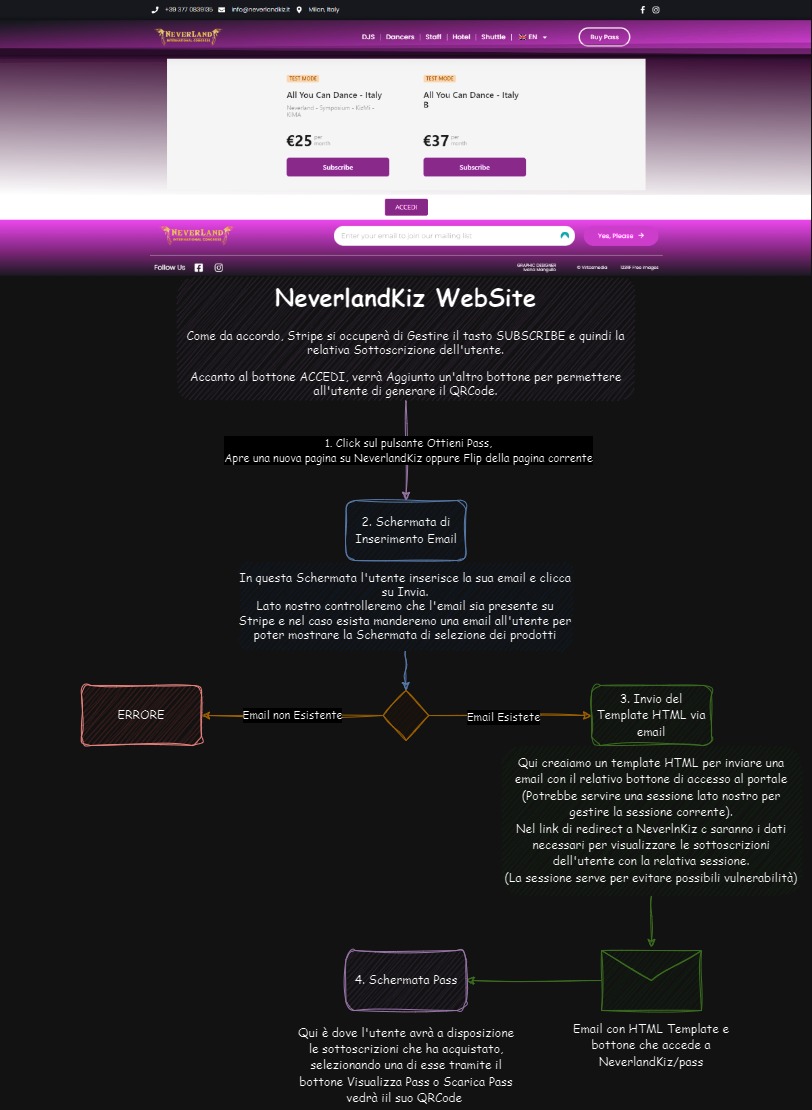 +39 377 0839135 info@neverlandkiz.it Milan, Italy
NEVERLAND
INTERNATIONAL CONGRESS
DJS | Dancers | Staff | Hotel | Shuttle | EN
Buy Pass
TEST MODE
All You Can Dance - Italy
Neverland - Symposium - KIZMI -
KIMA
€25 per
month
Subscribe
TEST MODE
All You Can Dance - Italy
B
€37 per
month
Subscribe
ACCEDI
NEVERLAND
INTERNATIONAL CONGRESS
Enter your email to join our mailing list
Yes, Please →
Follow Us
GRAPHIC DESIGNER
123RF Free Images
NeverlandKiz WebSite
Come da accordo, Stripe si occuperà di Gestire il tasto SUBSCRIBE e quindi la
relativa Sottoscrizione dell'utente.
Accanto al bottone ACCEDI, verrà Aggiunto un'altro bottone per permettere
all'utente di generare il QRCode.
1. Click sul pulsante Ottieni Pass,
Apre una nuova pagina su NeverlandKiz oppure Flip della pagina corrente
2. Schermata di
Inserimento Email
In questa Schermata l'utente inserisce la sua email e clicca
su Invia.
Lato nostro controlleremo che l'email sia presente su
Stripe e nel caso esista manderemo una email all'utente per
poter mostrare la Schermata di selezione dei prodotti
ERRORE
Email non Esistente
Email Esistete
3. Invio del
Template HTML via
email
Qui creaiamo un template HTML per inviare una
email con il relativo bottone di accesso al portale
(Potrebbe servire una sessione lato nostro per
gestire la sessione corrente).
Nel link di redirect a NeverlnKiz c saranno i dati
necessari per visualizzare le sottoscrizioni
dell'utente con la relativa sessione.
(La sessione serve per evitare possibili vulnerabilità)
4. Schermata Pass
Qui è dove l'utente avrà a disposizione
le sottoscrizioni che ha acquistato,
selezionando una di esse tramite il
bottone Visualizza Pass o Scarica Pass
vedrà iil suo QRCode
Email con HTML Template e
bottone che accede a
NeverlandKiz/pass